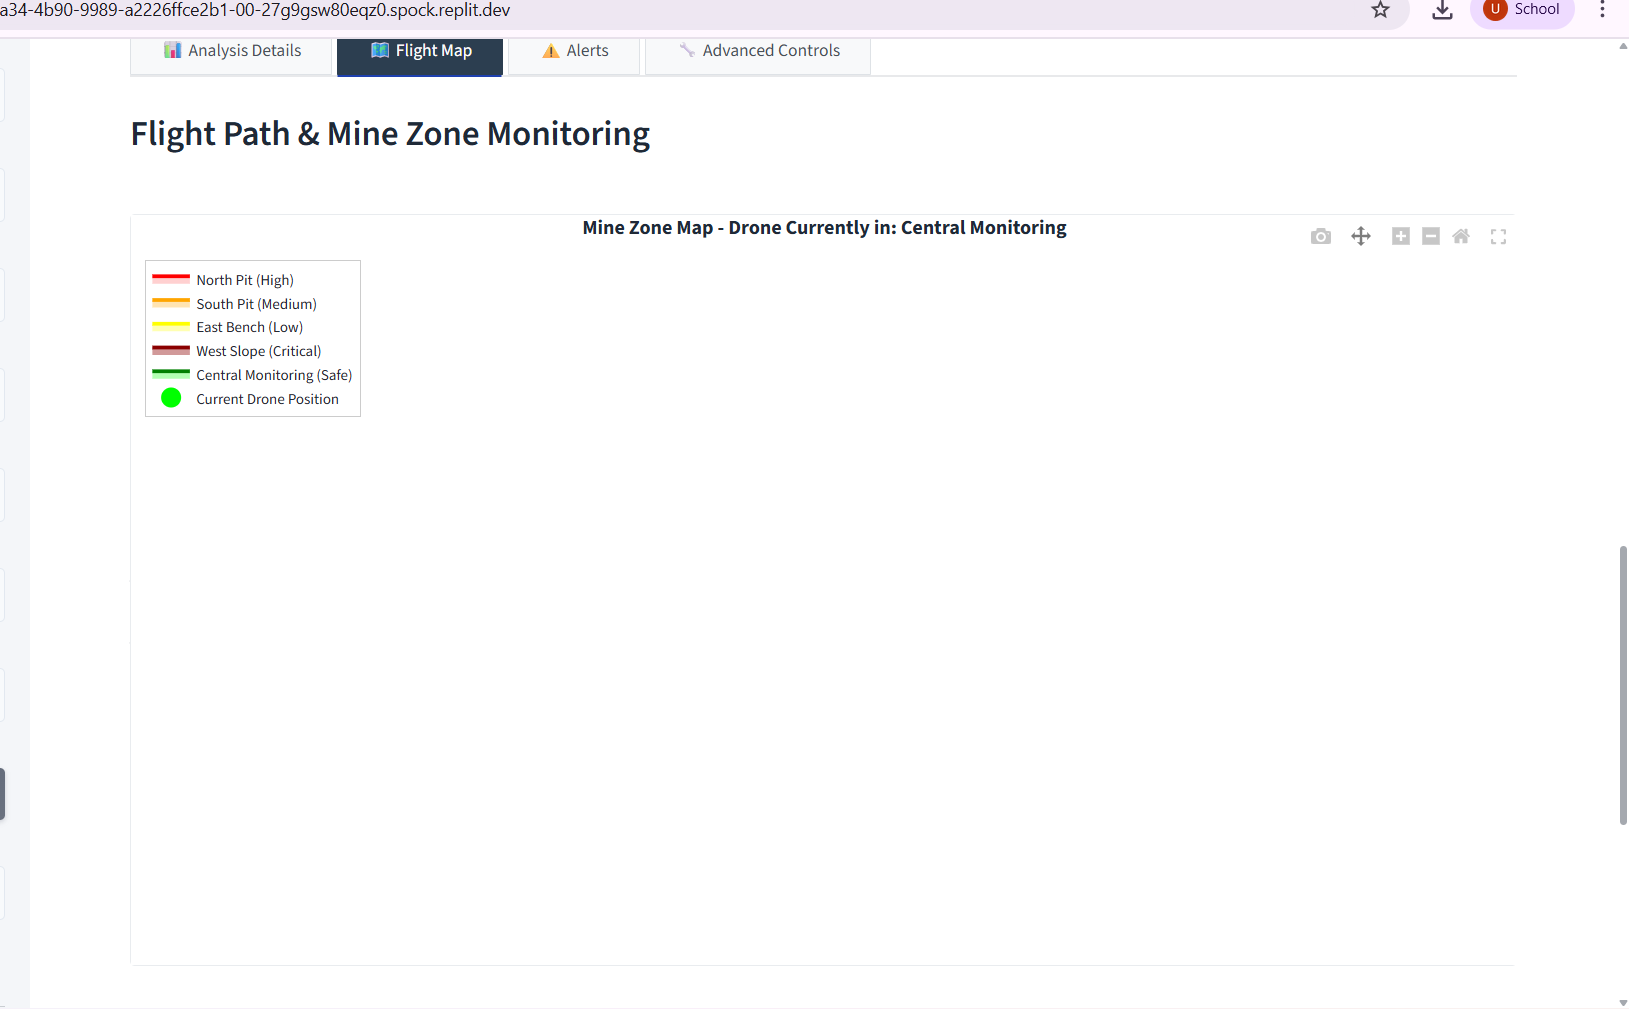 a34-4b90-9989-a2226ffce2b1-00-27g9gsw80eqz0.spock.replit.dev
U School
Analysis Details
Flight Map
Alerts
Advanced Controls
Flight Path & Mine Zone Monitoring
Mine Zone Map - Drone Currently in: Central Monitoring
North Pit (High)
South Pit (Medium)
East Bench (Low)
West Slope (Critical)
Central Monitoring (Safe)
Current Drone Position